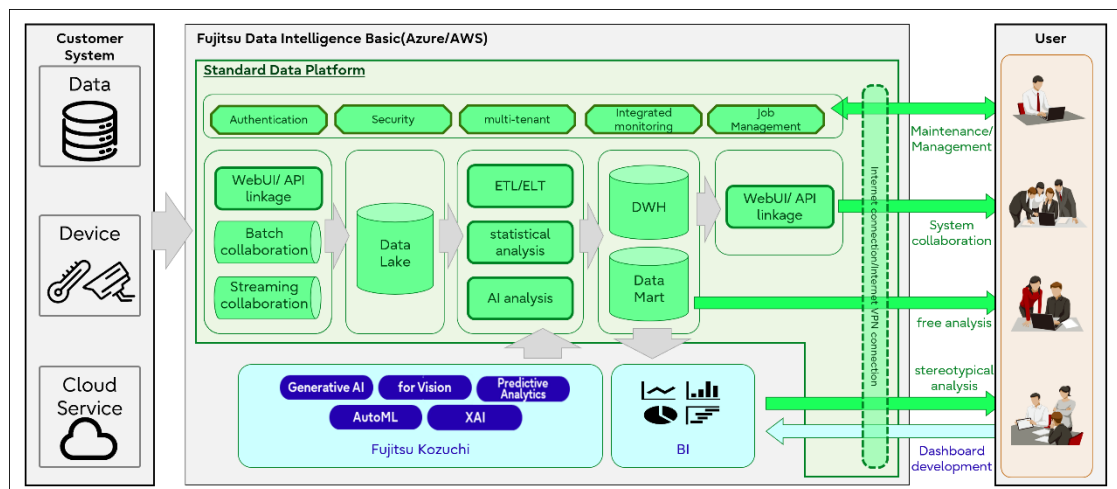 Customer
System
Data
Device
Cloud
Service
Fujitsu Data Intelligence Basic(Azure/AWS)
Standard Data Platform
Authentication
Security
multi-tenant
Integrated
monitoring
Job
Management
WebUI/ API
linkage
Batch
collaboration
Streaming
collaboration
Data
Lake
ETL/ELT
statistical
analysis
AI analysis
DWH
Data
Mart
WebUI/ API
linkage
Generative AI
for Vision
Predictive
Analytics
AutoML
XAI
Fujitsu Kozuchi
BI
Internet connection/Internet VPN connection
Maintenance/
Management
System
collaboration
free analysis
stereotypical
analysis
Dashboard
development
User